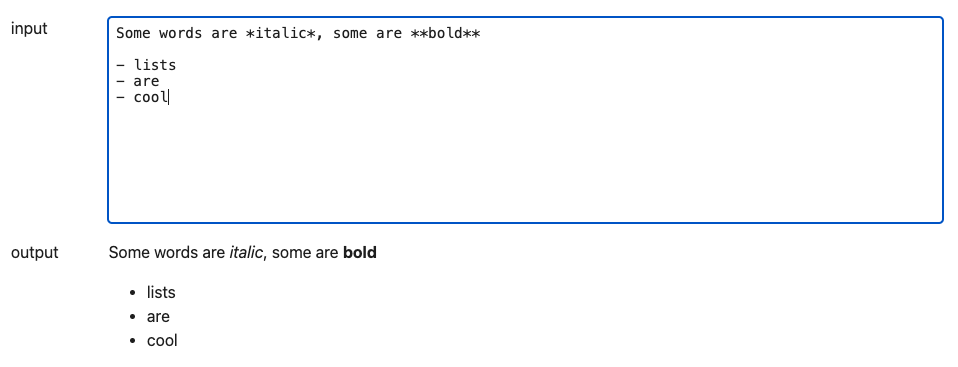 input
Some words are *italic*, some are **bold**
- lists
- are
- cool
output
Some words are italic, some are bold
• lists
• are
• cool